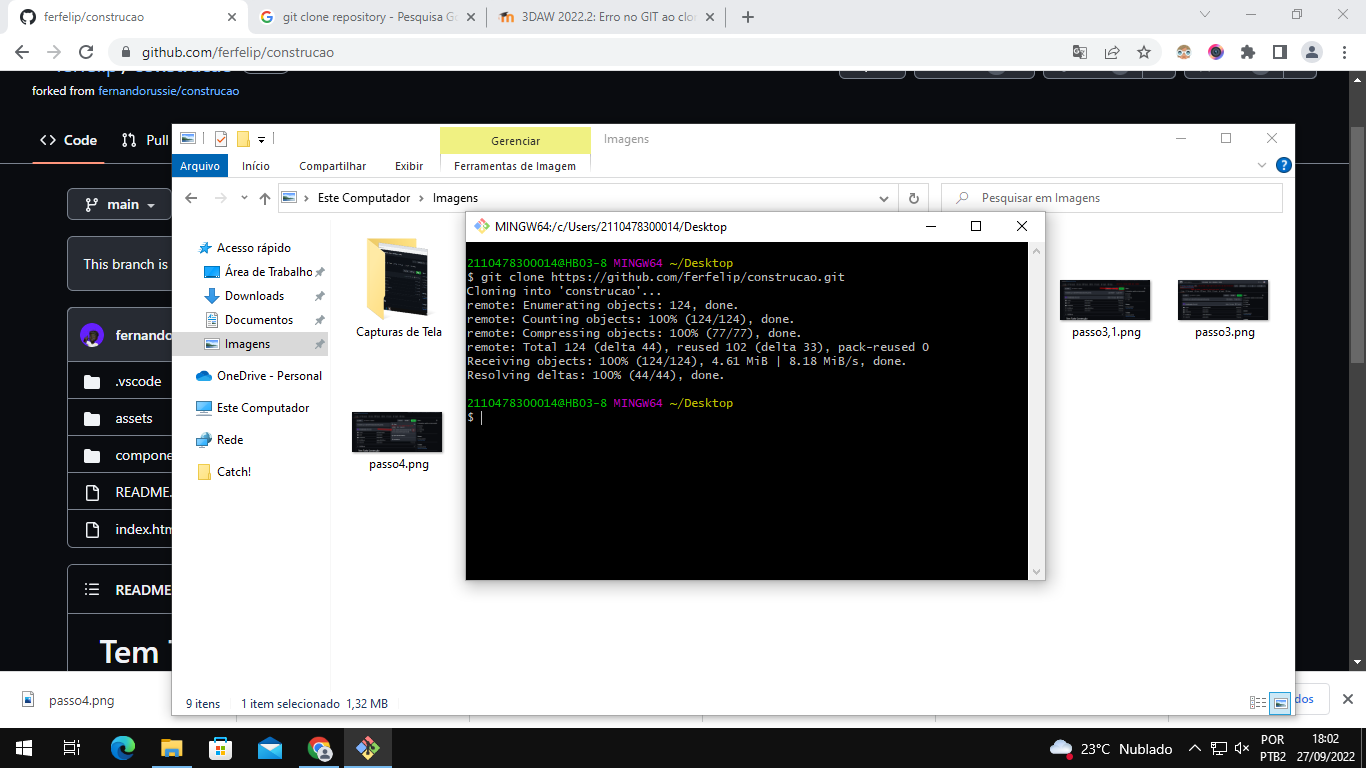 ferfelip/construcao
git clone repository - Pesquisa Go
3DAW 2022.2: Erro no GIT ao clo
github.com/ferfelip/construcao
forked from fernandorussie/construcao
Code
Pull
main
This branch is
fernando
.vscode
assets
compone
README.
index.htm
README
Tem
Gerenciar
Imagens
Arquivo
Início
Compartilhar
Exibir
Ferramentas de Imagem
Este Computador
Imagens
Pesquisar em Imagens
Acesso rápido
Área de Trabalho
Downloads
Documentos
Imagens
OneDrive - Personal
Este Computador
Rede
Catch!
Capturas de Tela
passo3,1.png
passo3.png
passo4.png
MINGW64:/c/Users/2110478300014/Desktop
2110478300014@HB03-8 MINGW64 ~/Desktop
$ git clone https://github.com/ferfelip/construcao.git
Cloning into 'construcao'...
remote: Enumerating objects: 124, done.
remote: Counting objects: 100% (124/124), done.
remote: Compressing objects: 100% (77/77), done.
remote: Total 124 (delta 44), reused 102 (delta 33), pack-reused 0
Receiving objects: 100% (124/124), 4.61 MiB | 8.18 MiB/s, done.
Resolving deltas: 100% (44/44), done.
2110478300014@HB03-8 MINGW64 ~/Desktop
$
9 itens
1 item selecionado 1,32 MB
passo4.png
dos
23°C Nublado
POR
PTB2
18:02
27/09/2022